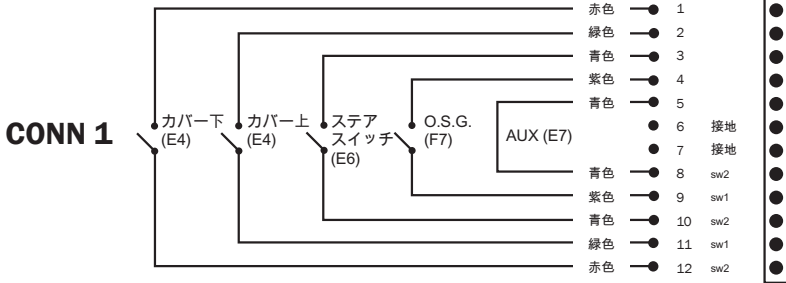 CONN 1
カバー下
(E4)
カバー上
(E4)
ステア
スイッチ
(E6)
O.S.G.
(F7)
AUX (E7)
赤色 1
緑色 2
青色 3
紫色 4
青色 5
6 接地
7 接地
青色 8 sw2
紫色 9 sw1
青色 10 sw2
緑色 11 sw1
赤色 12 sw2